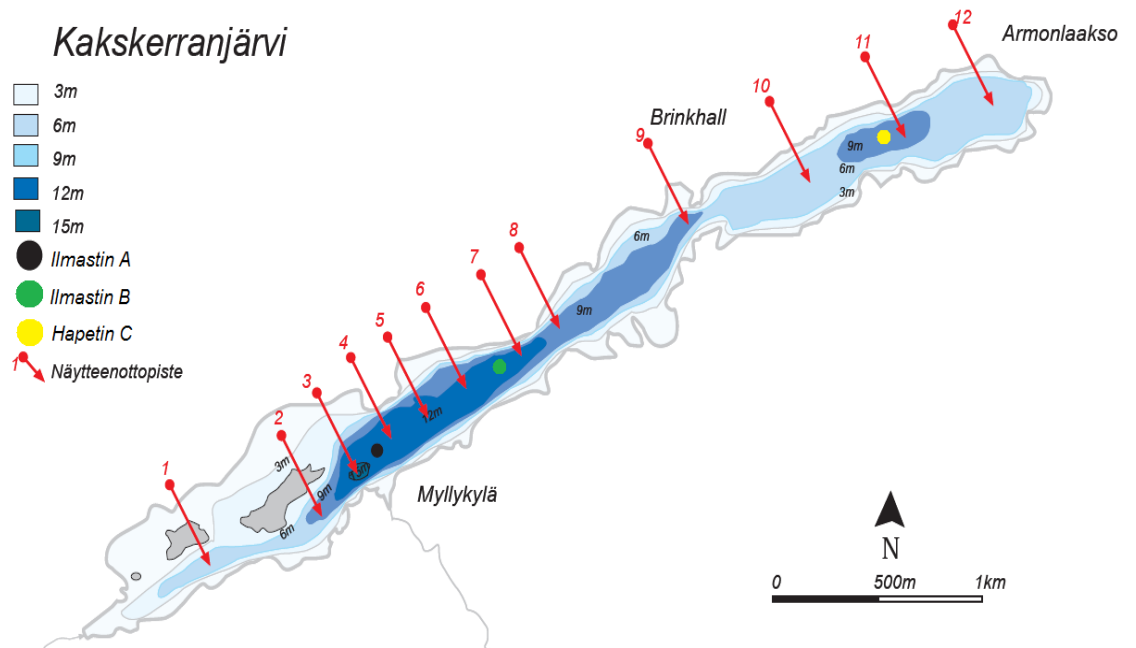 Kakskerranjärvi
3m
6m
9m
12m
15m
Ilmastin A
Ilmastin B
Hapetin C
1 Näytteenottopiste
12
Armonlaakso
11
10
Brinkhall
9
9m
6m
3m
8
6m
7
6
9m
5
4
3
12m
2
3m
1
9m
Myllykylä
6m
N
0 500m 1km